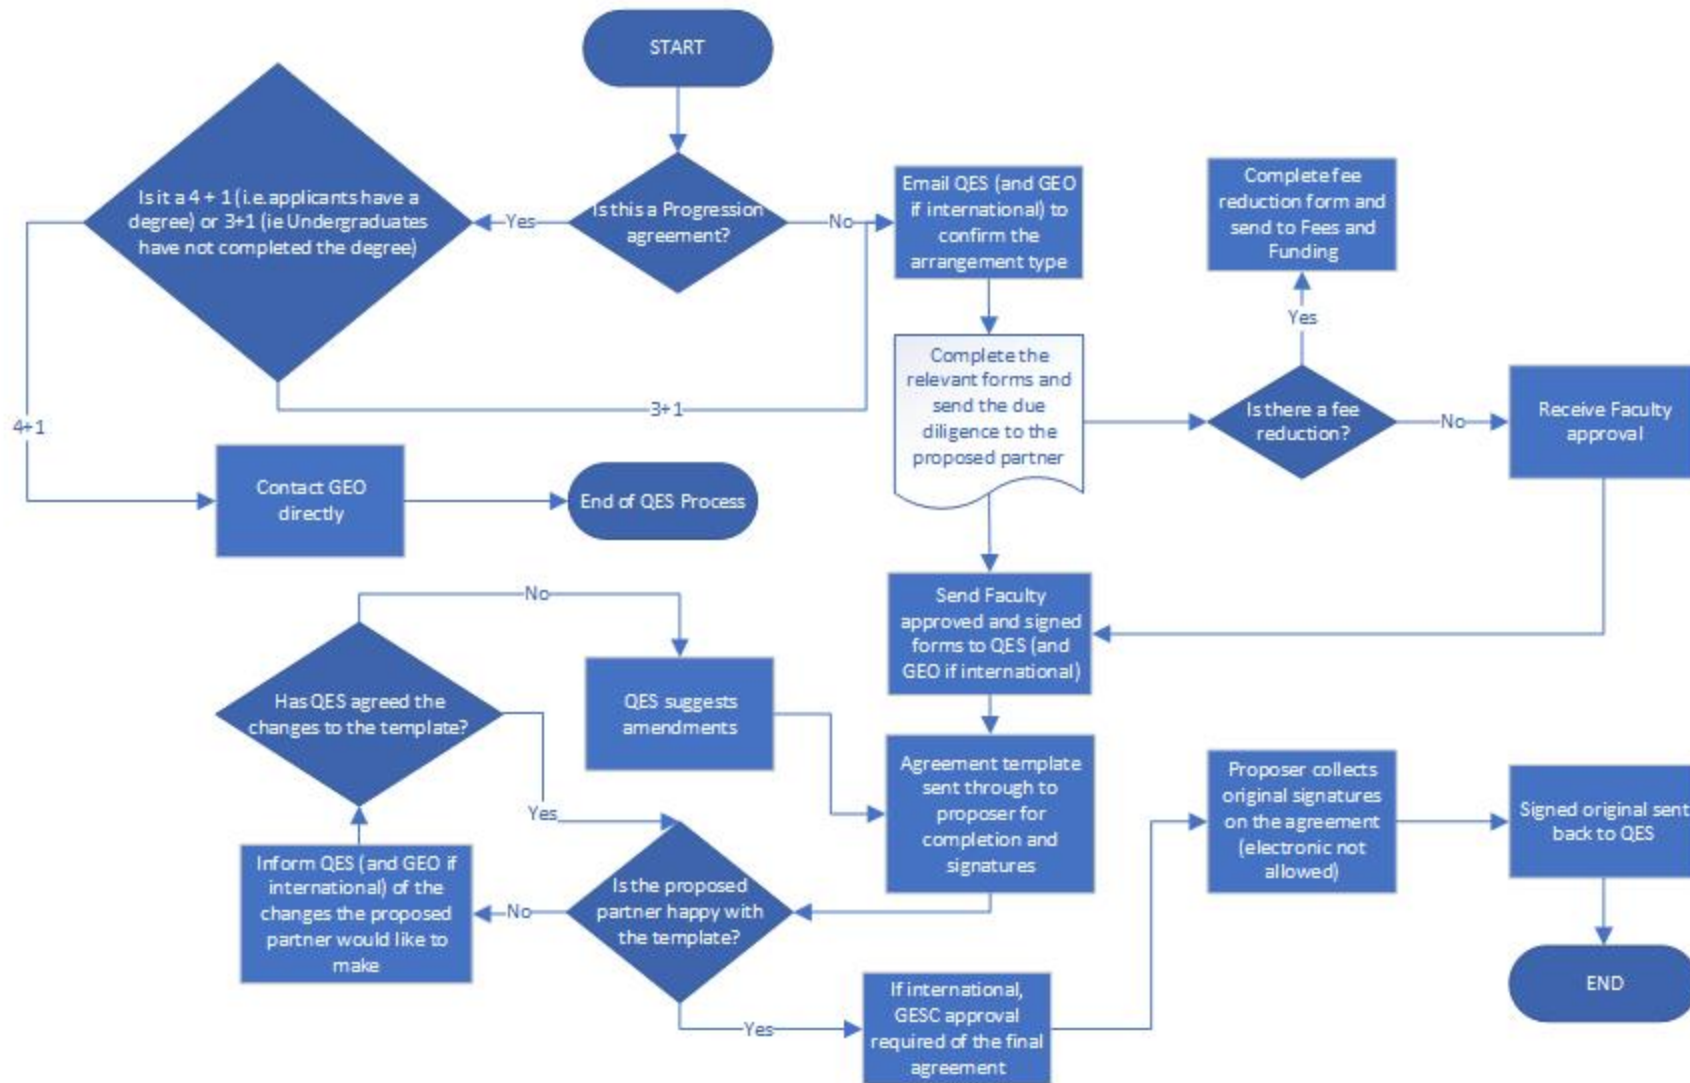 START
Is this a Progression
agreement?
Yes
No
Is it a 4 + 1 (i.e.applicants have a
degree) or 3+1 (ie Undergraduates
have not completed the degree)
4+1
3+1
Contact GEO
directly
End of QES Process
Email QES (and GEO
if international) to
confirm the
arrangement type
Complete the
relevant forms and
send the due
diligence to the
proposed partner
Is there a fee
reduction?
Yes
Complete fee
reduction form and
send to Fees and
Funding
No
Receive Faculty
approval
Send Faculty
approved and signed
forms to QES (and
GEO if international)
Agreement template
sent through to
proposer for
completion and
signatures
Is the proposed
partner happy with
the template?
No
Inform QES (and GEO if
international) of the
changes the proposed
partner would like to
make
Has QES agreed the
changes to the template?
No
QES suggests
amendments
Yes
Yes
If international,
GESC approval
required of the final
agreement
Proposer collects
original signatures
on the agreement
(electronic not
allowed)
Signed original sent
back to QES
END